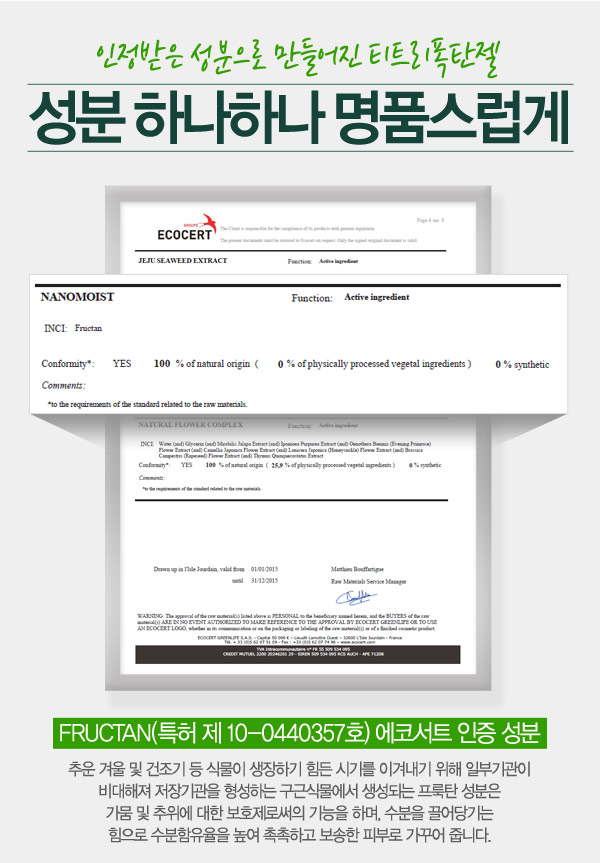 인정받은 성분으로 만들어진 티트리폭탄젤
성분 하나하나 명품스럽게
GROUPE
ECOCERT
Page 6 sur 9
The Client is responsible for the compliance of its products with general regulation.
The present documents must be restored to Ecocert on request. Only the signed original document is valid.
JEJU SEAWEED EXTRACT Function: Active ingredient
NANOMOIST Function: Active ingredient
INCI: Fructan
Conformity*: YES 100 % of natural origin ( 0 % of physically processed vegetal ingredients ) 0 % synthetic
Comments:
*to the requirements of the standard related to the raw materials.
NATURAL FLOWER COMPLEX Function: Active ingredient
INCI: Water (and) Glycerin (and) Mirabilis Jalapa Extract (and) Ipomoea Purpurea Extract (and) Oenothera Biennis (Evening Primrose)
Flower Extract (and) Camellia Japonica Flower Extract (and) Lonicera Japonica (Honeysuckle) Flower Extract (and) Brassica
Campestris (Rapeseed) Flower Extract (and) Thymus Quinquecostatus Extract
Conformity*: YES 100 % of natural origin ( 25,9 % of physically processed vegetal ingredients ) 0 % synthetic
Comments:
*to the requirements of the standard related to the raw materials.
Drawn up in l'Isle Jourdain, valid from 01/01/2015 Matthieu Bouffartigue
until 31/12/2015 Raw Materials Service Manager
WARNING: The approval of the raw material(s) listed above is PERSONAL to the beneficiary named herein, and the BUYERS of the raw
material(s) ARE IN NO EVENT AUTHORIZED TO MAKE REFERENCE TO THE APPROVAL BY ECOCERT GREENLIFE OR TO USE
AN ECOCERT LOGO, whether in its communication or on the packaging or labeling of the raw material(s) or of a finished cosmetic product.
ECOCERT GREENLIFE S.A.S. - Capital 50 000 € - Lieudit Lamothe Ouest - 32600 L'Isle Jourdain - France
Tél. + 33 (0)5 62 07 51 09 - Fax : +33 (0)5 62 07 74 96 - www.ecocert.com
TVA Intracommunautaire n° FR 55 509 534 095
CREDIT MUTUEL 2200 20246201 29 - SIREN 509 534 095 RCS AUCH - APE 7120B
FRUCTAN(특허 제 10-0440357호) 에코서트 인증 성분
추운 겨울 및 건조기 등 식물이 생장하기 힘든 시기를 이겨내기 위해 일부기관이
비대해져 저장기관을 형성하는 구근식물에서 생성되는 프룩탄 성분은
가뭄 및 추위에 대한 보호제로써의 기능을 하며, 수분을 끌어당기는
힘으로 수분함유율을 높여 촉촉하고 보송한 피부로 가꾸어 줍니다.